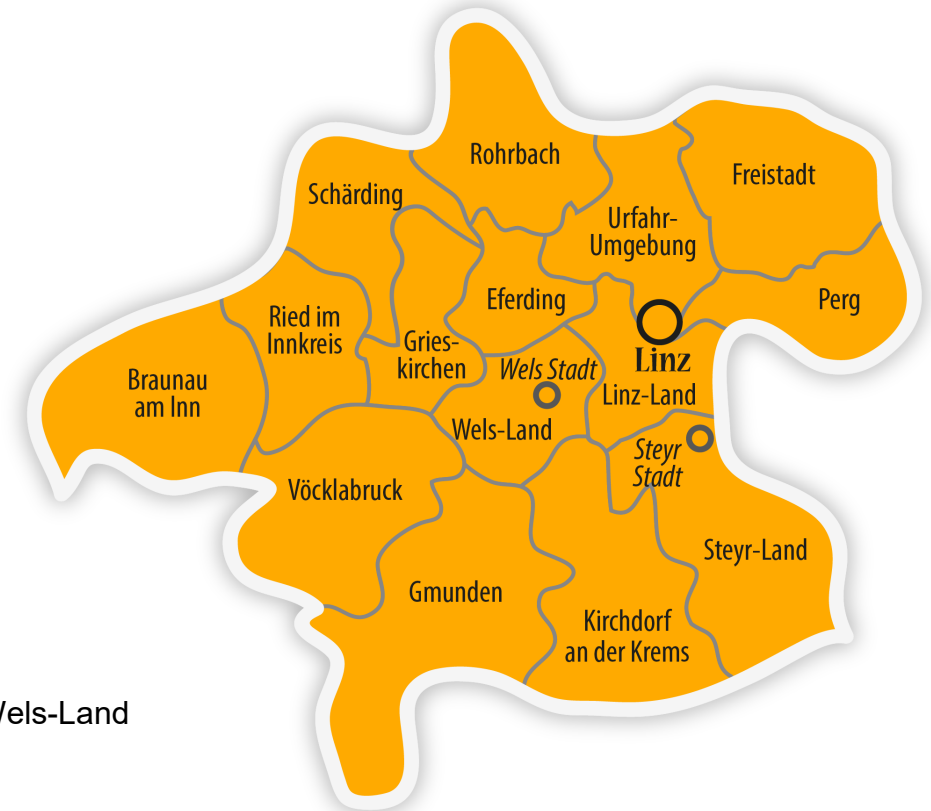 Rohrbach
Freistadt
Schärding
Urfahr-
Umgebung
Eferding
Perg
Ried im
Innkreis
Gries-
kirchen
Linz
Wels Stadt
Braunau
am Inn
Linz-Land
Wels-Land
Steyr
Stadt
Vöcklabruck
Steyr-Land
Gmunden
Kirchdorf
an der Krems
Wels-Land